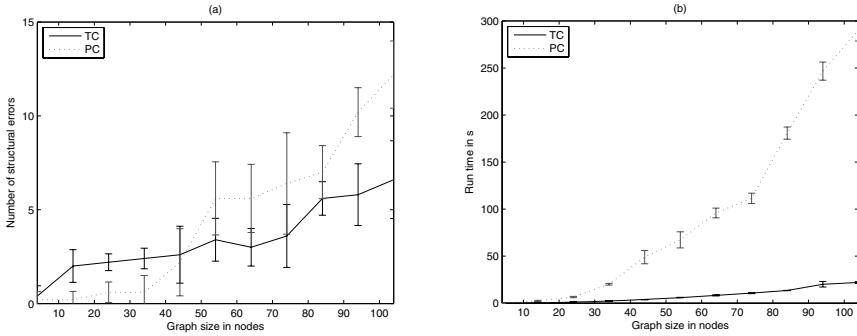 (a)
15
10
5
0
Number of structural errors
TC
PC
10 20 30 40 50 60 70 80 90 100
Graph size in nodes
(b)
300
250
200
150
100
50
0
Run time in s
TC
PC
10 20 30 40 50 60 70 80 90 100
Graph size in nodes